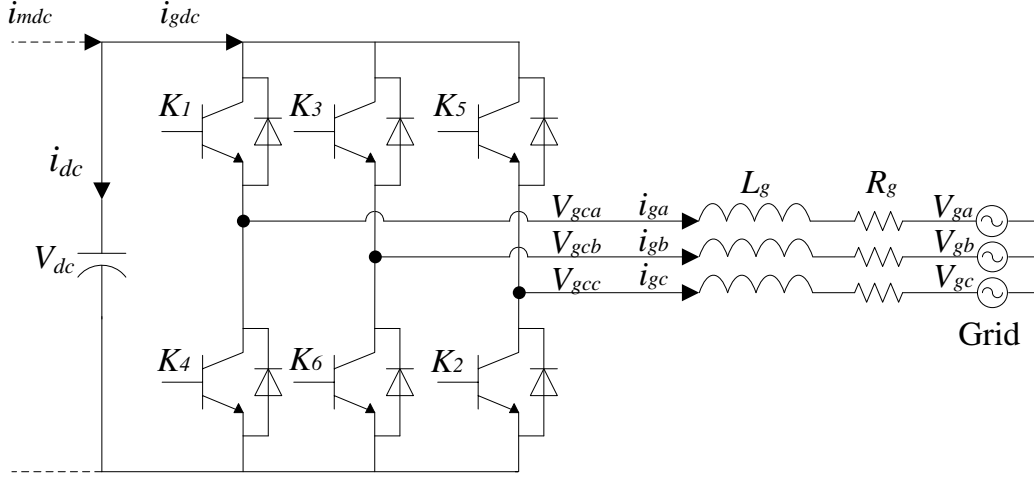 imdc
igdc
K1
K3
K5
idc
Lg
Rg
Vgca
iga
Vga
Vdc
Vgcb
igb
Vgb
Vgcc
igc
Vgc
Grid
K4
K6
K2